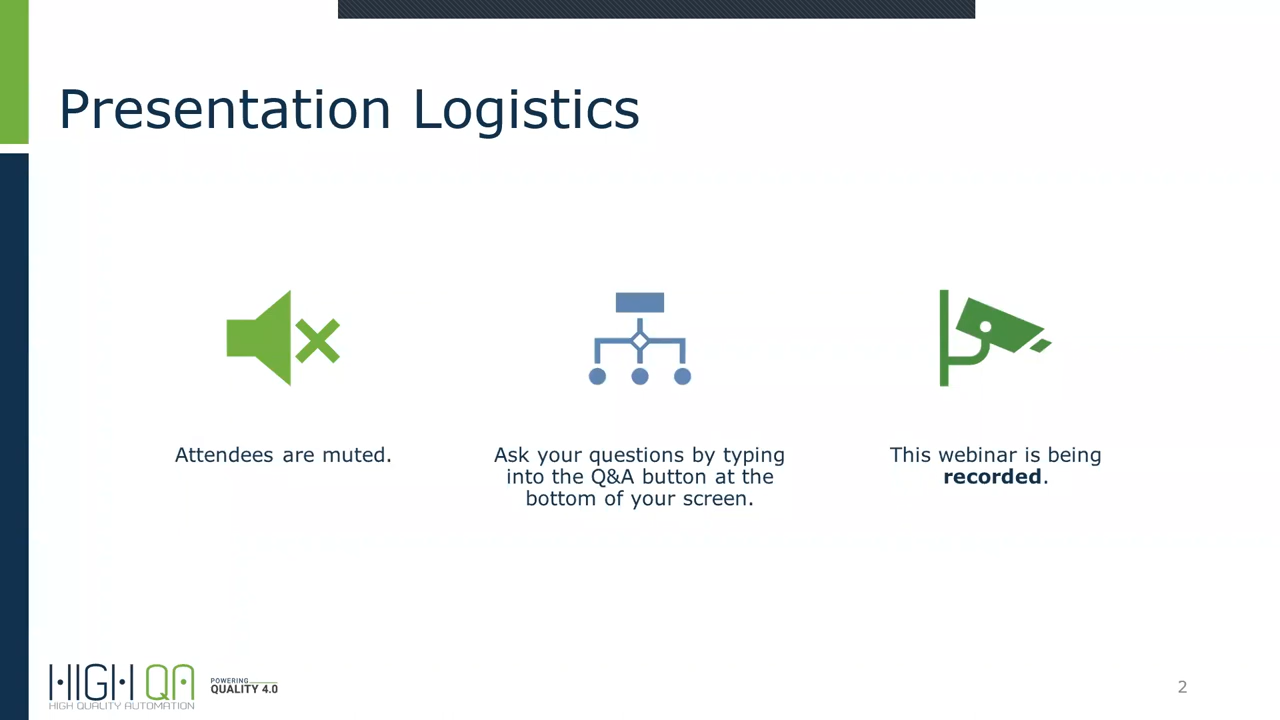 Presentation Logistics
Attendees are muted.
Ask your questions by typing
into the Q&A button at the
bottom of your screen.
This webinar is being
recorded.
HIGH QA
HIGH QUALITY AUTOMATION
POWERING
QUALITY 4.0
2